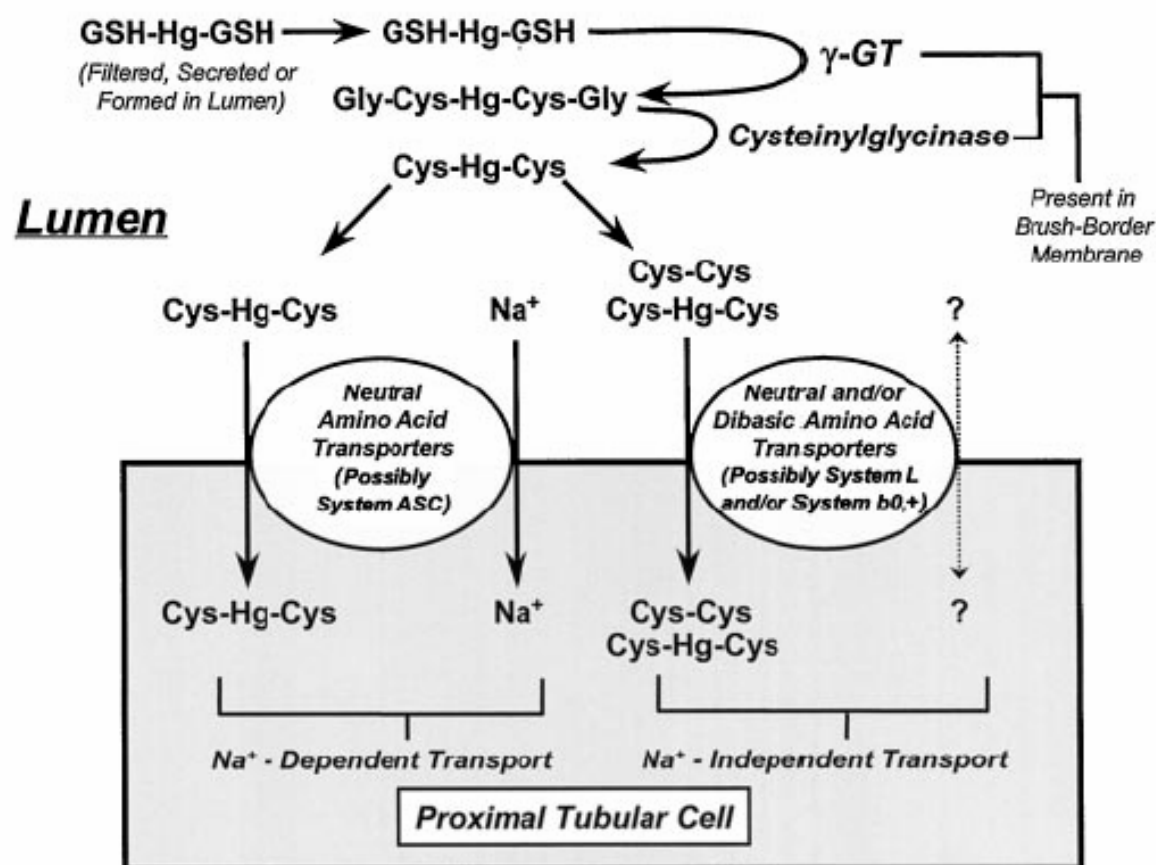 GSH-Hg-GSH
(Filtered, Secreted or
Formed in Lumen)
GSH-Hg-GSH
γ-GT
Gly-Cys-Hg-Cys-Gly
Cysteinylglycinase
Cys-Hg-Cys
Present in
Brush-Border
Membrane
Lumen
Cys-Hg-Cys
Na⁺
Cys-Cys
Cys-Hg-Cys
?
Neutral
Amino Acid
Transporters
(Possibly
System ASC)
Neutral and/or
Dibasic Amino Acid
Transporters
(Possibly System L
and/or System b0,+)
Cys-Hg-Cys
Na⁺
Cys-Cys
Cys-Hg-Cys
?
Na⁺ - Dependent Transport
Na⁺ - Independent Transport
Proximal Tubular Cell